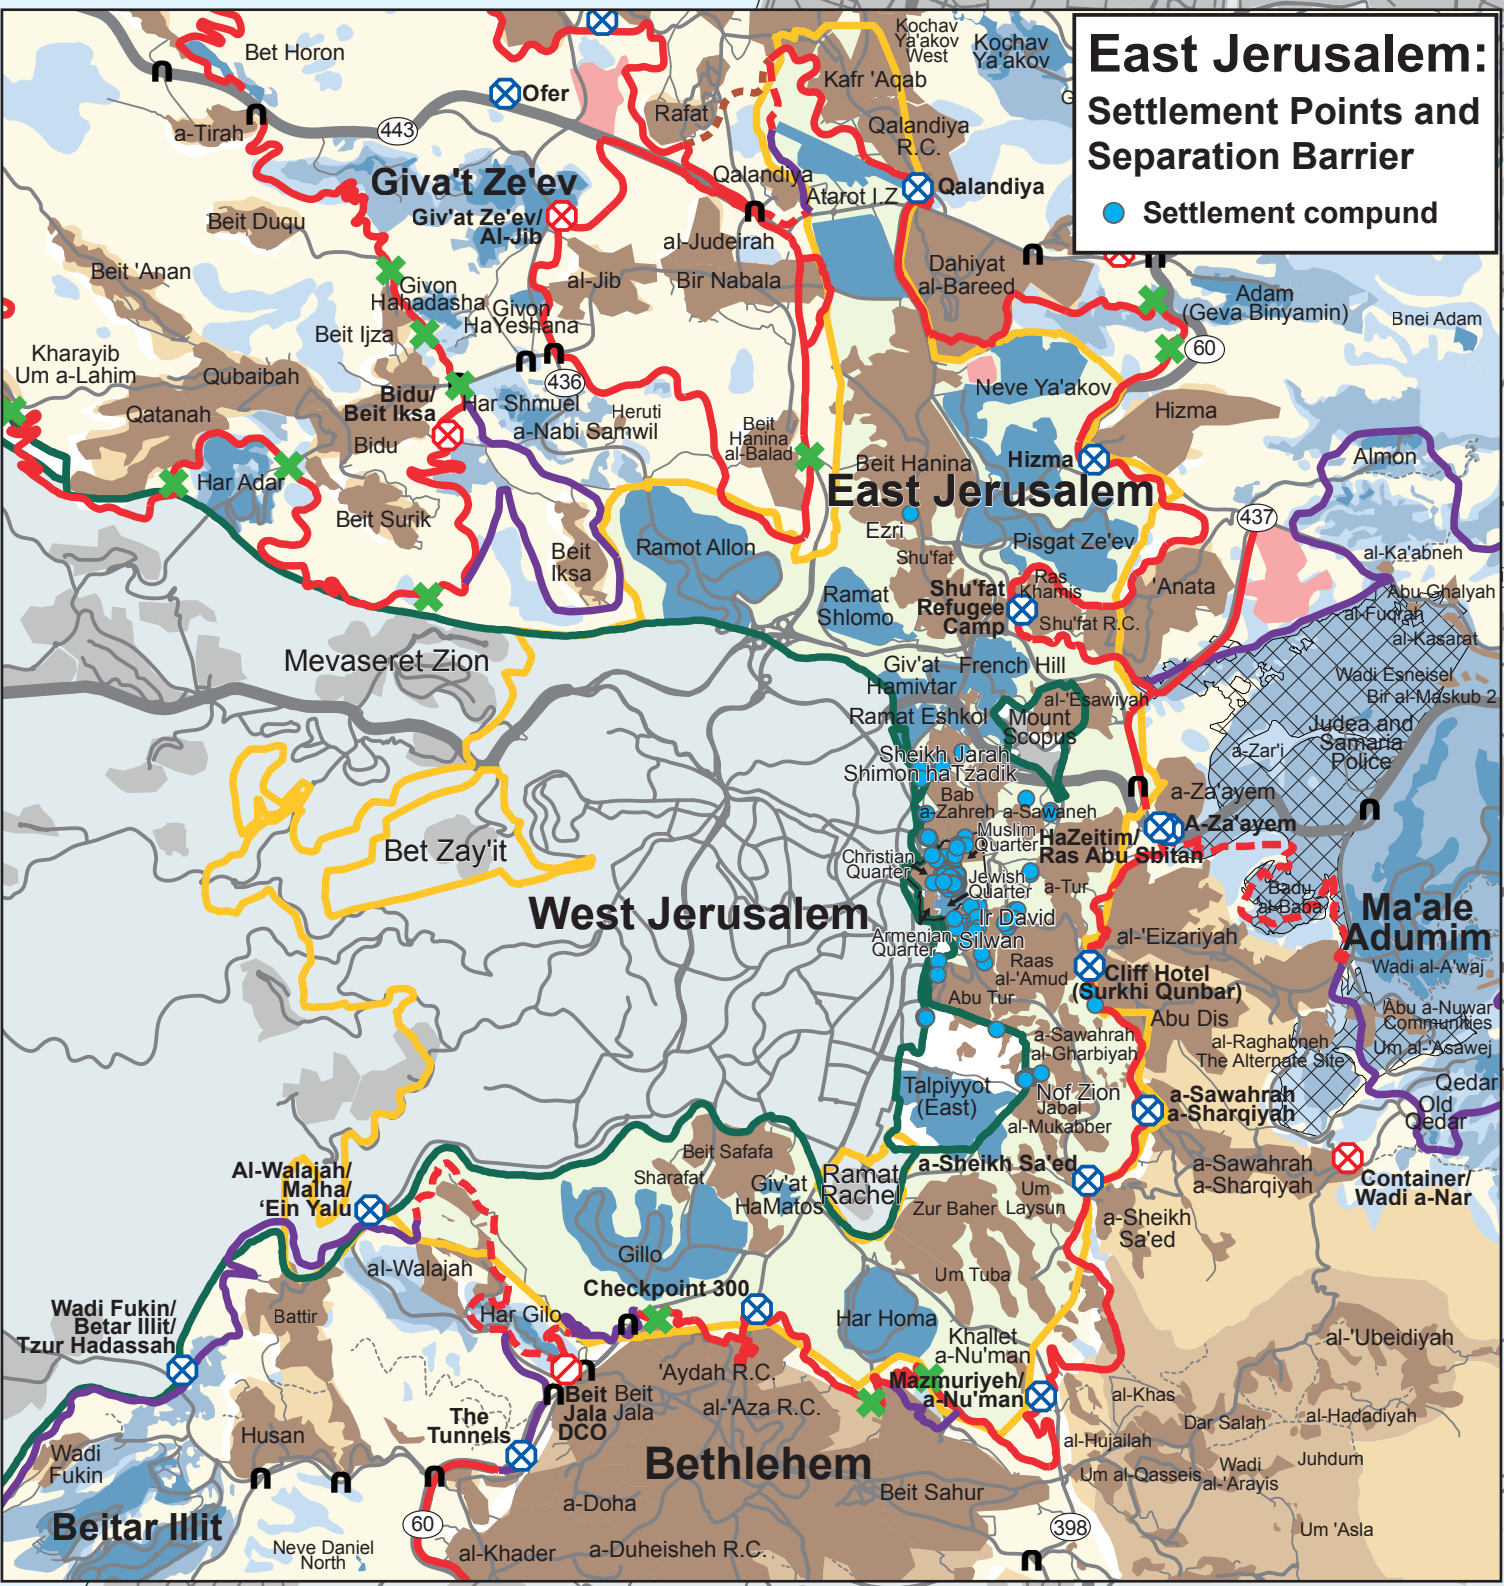 East Jerusalem:
Settlement Points and
Separation Barrier
Settlement compund
Kochav
Ya'akov
West
Kochav
Ya'akov
G
Bet Horon
Kafr 'Aqab
Ofer
Rafat
a-Tirah
443
Qalandiya
R.C.
Giva't Ze'ev
Qalandiya
Atarot I.Z
Qalandiya
Giv'at Ze'ev/
Al-Jib
Beit Duqu
al-Judeirah
Beit 'Anan
al-Jib
Bir Nabala
Dahiyat
al-Bareed
Adam
(Geva Binyamin)
Bnei Adam
Givon
Hahadasha
Givon
HaYeshana
Beit Ijza
60
Kharayib
Um a-Lahim
Qubaibah
436
Neve Ya'akov
Bidu/
Beit Iksa
Har Shmuel
Heruti
a-Nabi Samwil
Qatanah
Hizma
Beit
Hanina
al-Balad
Bidu
Hizma
Almon
Har Adar
Beit Hanina
East Jerusalem
Beit Surik
437
Ezri
Beit
Iksa
Ramot Allon
Pisgat Ze'ev
al-Ka'abneh
Shu'fat
Ras
Khamis
'Anata
Abu Ghalyah
Shu'fat
Refugee
Camp
Ramat
Shlomo
al-Fuqrah
Shu'fat R.C.
al-Kasarat
Mevaseret Zion
Giv'at
Hamivtar
French Hill
Wadi Esneisel
Bir al-Maskub 2
al-'Esawiyah
Ramat Eshkol
Mount
Scopus
Judea and
Samaria
Police
a-Zar'i
Sheikh Jarah
Shimon haTzadik
Bab
a-Zahreh
a-Sawaneh
a-Za'ayem
A-Za'ayem
Muslim
Quarter
HaZeitim/
Ras Abu Sbitan
Bet Zay'it
Christian
Quarter
Jewish
Quarter
a-Tur
Badu
al-Baba
West Jerusalem
Ma'ale
Adumim
Ir David
Armenian
Quarter
Silwan
al-'Eizariyah
Raas
al-'Amud
Cliff Hotel
(Surkhi Qunbar)
Wadi al-A'waj
Abu Tur
Abu Dis
Abu a-Nuwar
Communities
a-Sawahrah
al-Gharbiyah
al-Raghabneh
The Alternate Site
Um al-'Asawej
Talpiyyot
(East)
Nof Zion
Jabal
al-Mukabber
a-Sawahrah
a-Sharqiyah
Qedar
Old
Qedar
Beit Safafa
Sharafat
Giv'at
HaMatos
Ramat
Rachel
a-Sheikh Sa'ed
a-Sawahrah
a-Sharqiyah
Container/
Wadi a-Nar
Al-Walajah/
Malha/
‘Ein Yalu
Zur Baher
Um
Laysun
a-Sheikh
Sa'ed
Gillo
al-Walajah
Um Tuba
Checkpoint 300
Wadi Fukin/
Betar Illit/
Tzur Hadassah
Battir
Har Gilo
Har Homa
Khallet
a-Nu'man
al-'Ubeidiyah
'Aydah R.C.
Mazmuriyeh/
a-Nu'man
Beit
Jala
DCO
Beit
Jala
al-'Aza R.C.
al-Khas
The
Tunnels
Dar Salah
al-Hadadiyah
Husan
al-Hujailah
Wadi
Fukin
Bethlehem
Um al-Qasseis
Wadi
al-'Arayis
Juhdum
Beit Sahur
a-Doha
Beitar Illit
60
398
Um 'Asla
Neve Daniel
North
al-Khader
a-Duheisheh R.C.